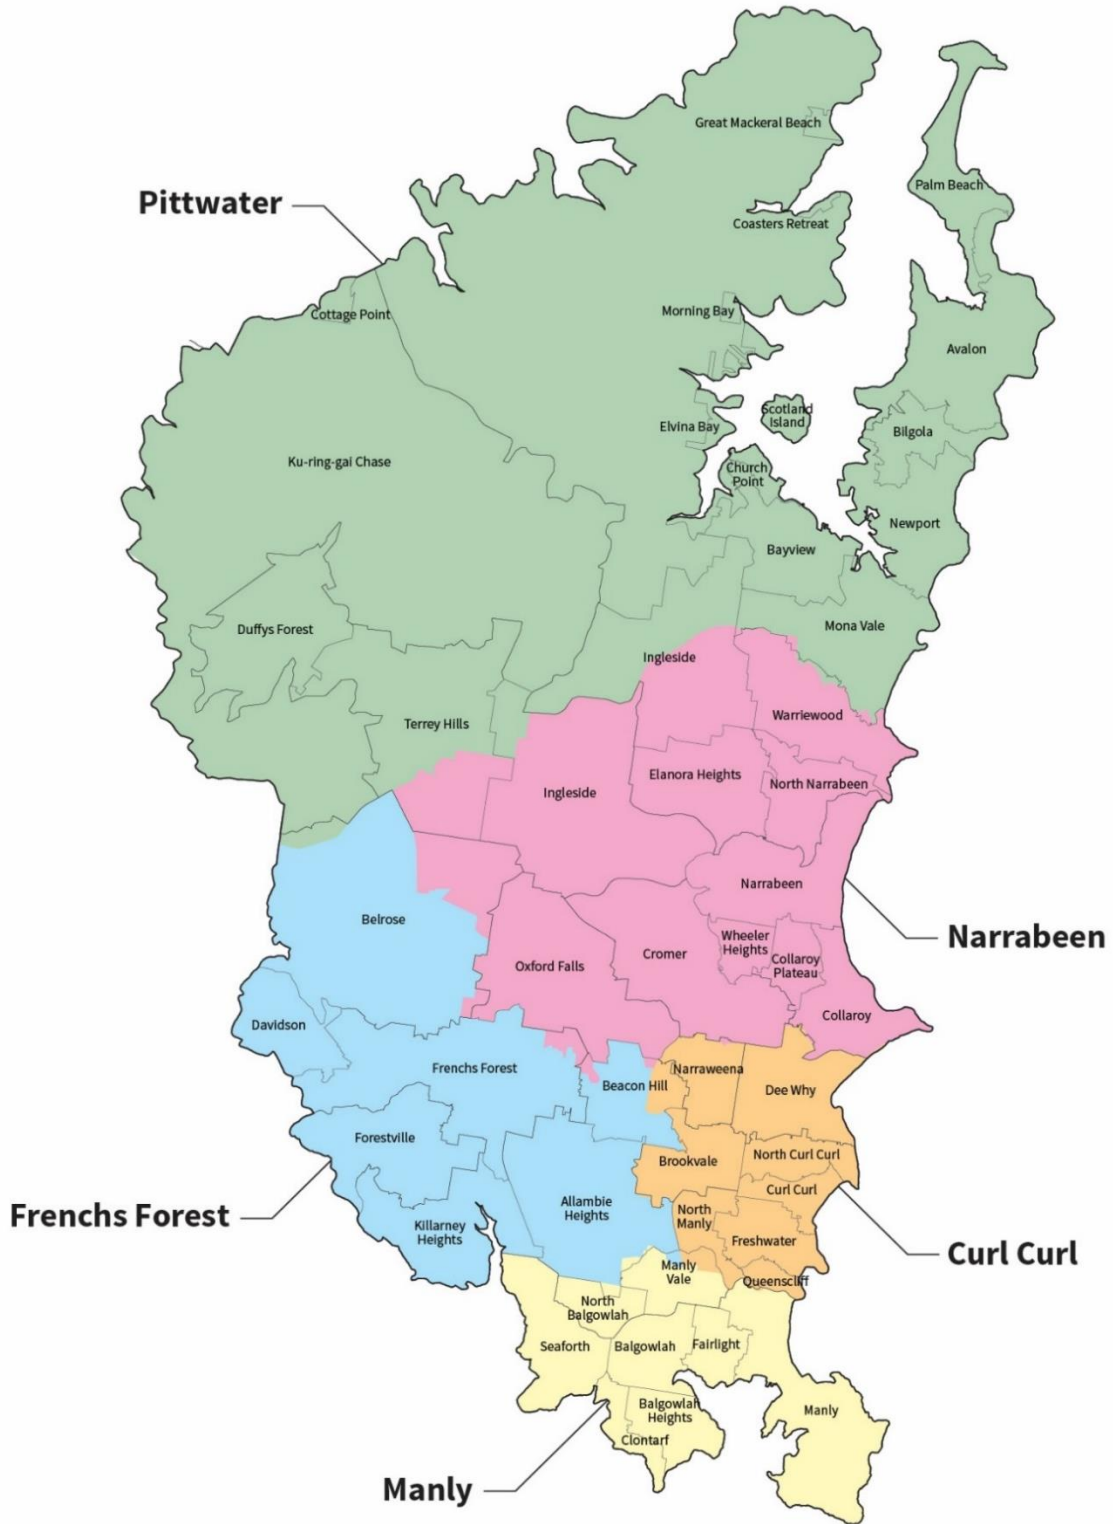 Great Mackeral Beach
Palm Beach
Pittwater
Coasters Retreat
Morning Bay
Cottage Point
Avalon
Scotland
Island
Elvina Bay
Bilgola
Ku-ring-gai Chase
Church
Point
Newport
Bayview
Duffys Forest
Mona Vale
Ingleside
Terrey Hills
Warriewood
Elanora Heights
North Narrabeen
Ingleside
Narrabeen
Belrose
Narrabeen
Wheeler
Heights
Cromer
Collaroy
Plateau
Oxford Falls
Collaroy
Davidson
Frenchs Forest
Narraweena
Beacon Hill
Dee Why
Forestville
North Curl Curl
Brookvale
Curl Curl
Allambie
Heights
North
Manly
Frenchs Forest
Killarney
Heights
Freshwater
Curl Curl
Manly
Vale
Queenscliff
North
Balgowlah
Seaforth
Balgowlah
Fairlight
Balgowlah
Heights
Manly
Clontarf
Manly